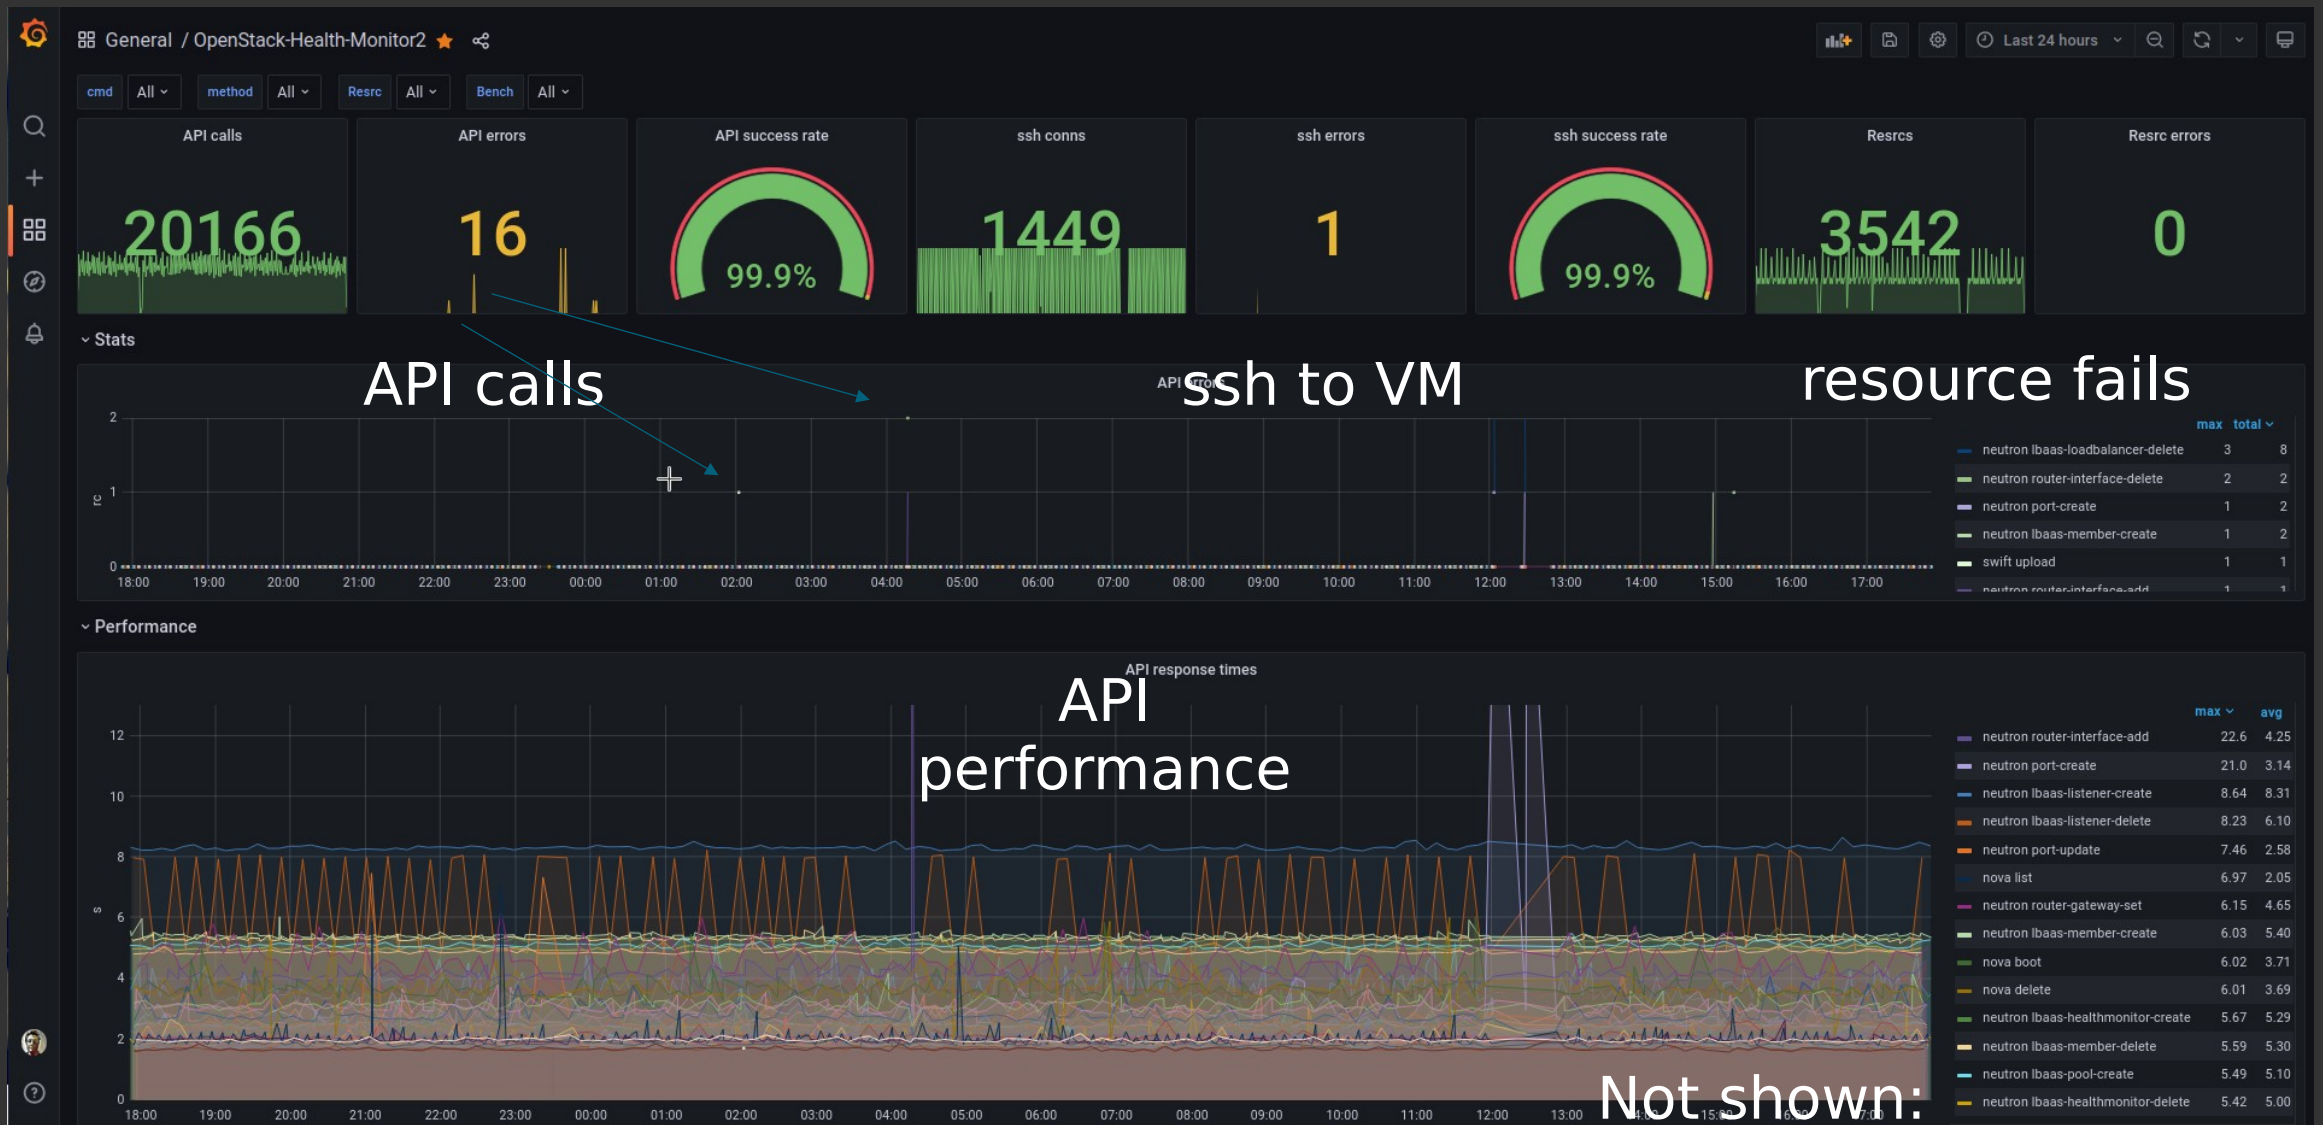 General / OpenStack-Health-Monitor2
Last 24 hours
cmd All method All Resrc All Bench All
API calls API errors API success rate ssh conns ssh errors ssh success rate Resrcs Resrc errors
20166 16 99.9% 1449 1 99.9% 3542 0
Stats
API calls ssh to VM resource fails
API errors
max total
2
1
0
rc
neutron lbaas-loadbalancer-delete 3 8
neutron router-interface-delete 2 2
neutron port-create 1 2
neutron lbaas-member-create 1 2
swift upload 1 1
neutron router-interface-add 1 1
18:00 19:00 20:00 21:00 22:00 23:00 00:00 01:00 02:00 03:00 04:00 05:00 06:00 07:00 08:00 09:00 10:00 11:00 12:00 13:00 14:00 15:00 16:00 17:00
Performance
API response times
API
performance
max avg
12
10
8
6
4
2
0
s
neutron router-interface-add 22.6 4.25
neutron port-create 21.0 3.14
neutron lbaas-listener-create 8.64 8.31
neutron lbaas-listener-delete 8.23 6.10
neutron port-update 7.46 2.58
nova list 6.97 2.05
neutron router-gateway-set 6.15 4.65
neutron lbaas-member-create 6.03 5.40
nova boot 6.02 3.71
nova delete 6.01 3.69
neutron lbaas-healthmonitor-create 5.67 5.29
neutron lbaas-member-delete 5.59 5.30
neutron lbaas-pool-create 5.49 5.10
neutron lbaas-healthmonitor-delete 5.42 5.00
18:00 19:00 20:00 21:00 22:00 23:00 00:00 01:00 02:00 03:00 04:00 05:00 06:00 07:00 08:00 09:00 10:00 11:00 12:00 13:00
Not shown: